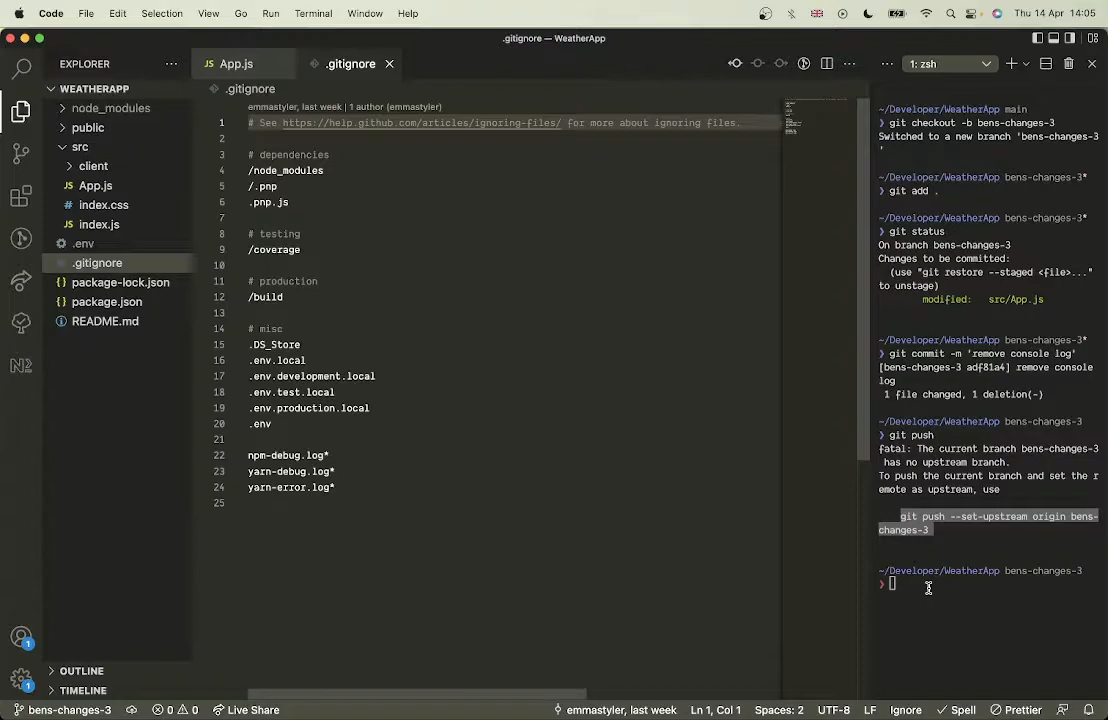 Code File Edit Selection View Go Run Terminal Window Help Thu 14 Apr 14:05
.gitignore — WeatherApp
EXPLORER
JS App.js
.gitignore
1: zsh
WEATHERAPP
node_modules
public
src
client
JS App.js
# index.css
JS index.js
.env
.gitignore
{} package-lock.json
{} package.json
README.md
OUTLINE
TIMELINE
.gitignore
emmastyler, last week | 1 author (emmastyler)
1 # See https://help.github.com/articles/ignoring-files/ for more about ignoring files.
2
3 # dependencies
4 /node_modules
5 /.pnp
6 .pnp.js
7
8 # testing
9 /coverage
10
11 # production
12 /build
13
14 # misc
15 .DS_Store
16 .env.local
17 .env.development.local
18 .env.test.local
19 .env.production.local
20 .env
21
22 npm-debug.log*
23 yarn-debug.log*
24 yarn-error.log*
25
~/Developer/WeatherApp main
❯ git checkout -b bens-changes-3
Switched to a new branch 'bens-changes-3
'
~/Developer/WeatherApp bens-changes-3*
❯ git add .
~/Developer/WeatherApp bens-changes-3*
❯ git status
On branch bens-changes-3
Changes to be committed:
(use "git restore --staged <file>..."
to unstage)
modified: src/App.js
~/Developer/WeatherApp bens-changes-3*
❯ git commit -m 'remove console log'
[bens-changes-3 adf81a4] remove console
log
1 file changed, 1 deletion(-)
~/Developer/WeatherApp bens-changes-3
❯ git push
fatal: The current branch bens-changes-3
has no upstream branch.
To push the current branch and set the r
emote as upstream, use
git push --set-upstream origin bens-
changes-3
~/Developer/WeatherApp bens-changes-3
❯
1
1
bens-changes-3 0 0 Live Share emmastyler, last week Ln 1, Col 1 Spaces: 2 UTF-8 LF Ignore Spell Prettier